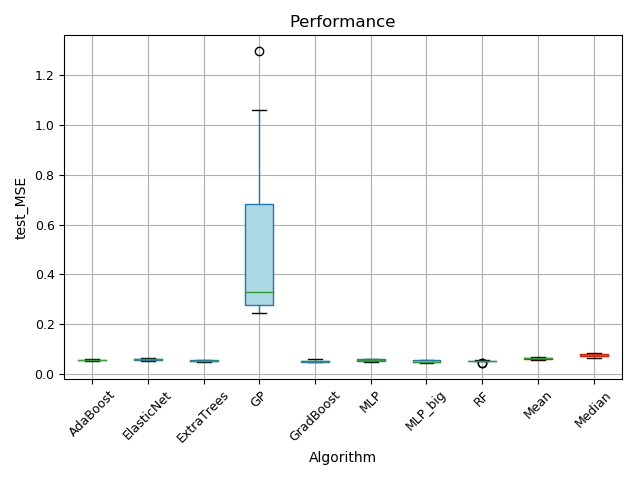 Performance
test_MSE
1.2
1.0
0.8
0.6
0.4
0.2
0.0
AdaBoost
ElasticNet
ExtraTrees
GP
GradBoost
MLP
MLP_big
RF
Mean
Median
Algorithm